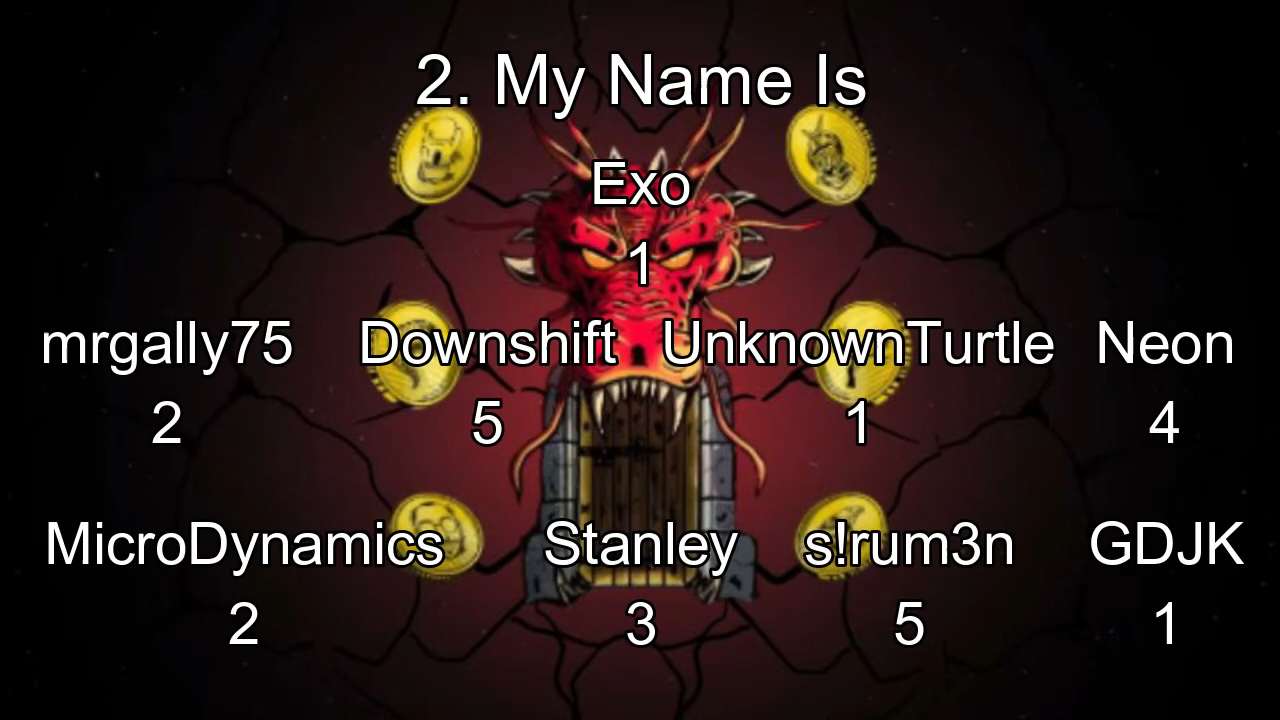 2. My Name Is
Exo
1
mrgally75 Downshift UnknownTurtle Neon
2 5 1 4
MicroDynamics Stanley s!rum3n GDJK
2 3 5 1